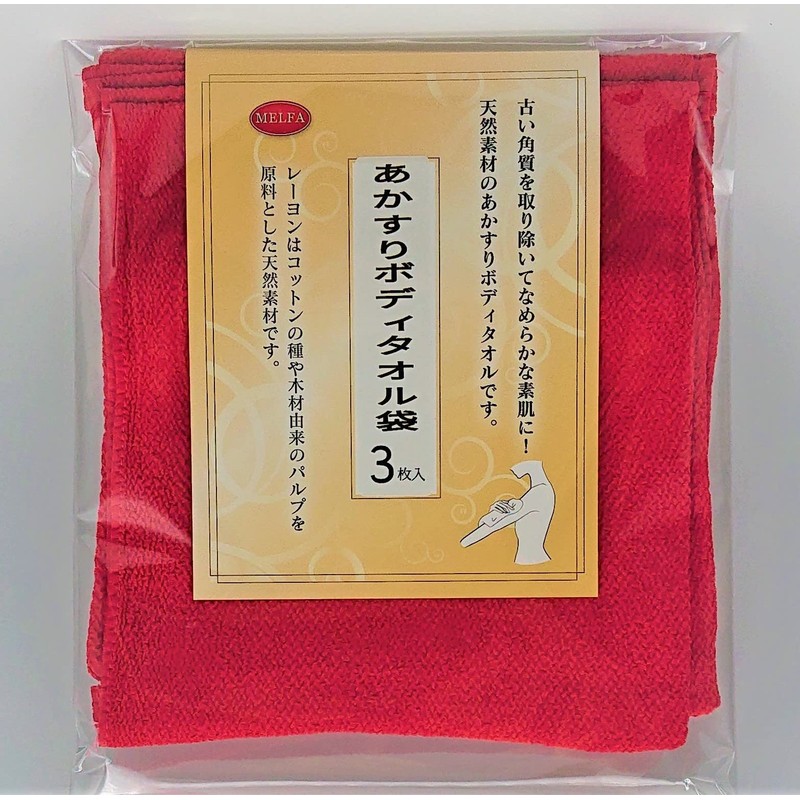 MELFA
古い角質を取り除いてなめらかな素肌に！
天然素材のあかすりボディタオルです。
あかすりボディタオル袋
3枚入
レーヨンはコットンの種や木材由来のパルプを
原料とした天然素材です。